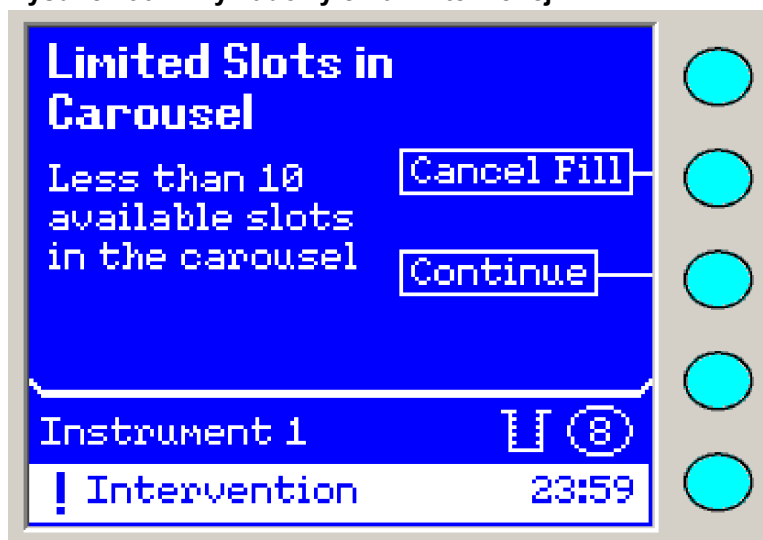 Limited Slots in
Carousel
Less than 10
available slots
in the carousel
Cancel Fill
Continue
Instrument 1
8
! Intervention
23:59